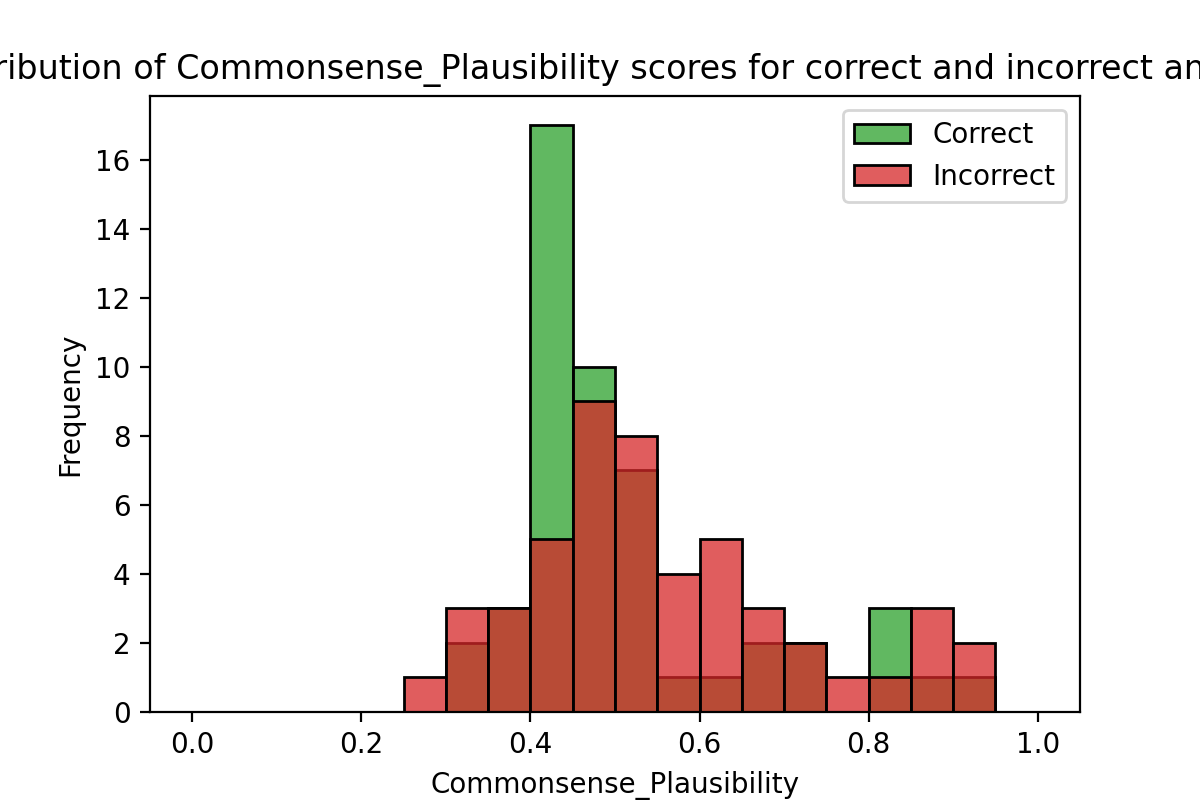 ribution of Commonsense_Plausibility scores for correct and incorrect an
Correct
Incorrect
Frequency
16
14
12
10
8
6
4
2
0
0.0 0.2 0.4 0.6 0.8 1.0
Commonsense_Plausibility